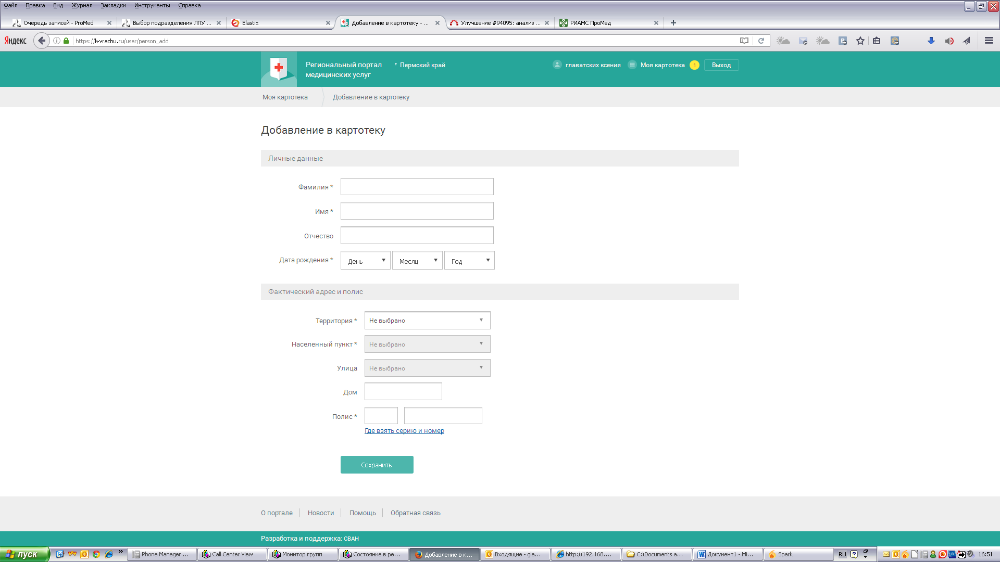 Файл Правка Вид Журнал Закладки Инструменты Справка
Очередь записей - ProMed
Выбор подразделения ЛПУ ...
Elastix
Добавление в картотеку - ...
Улучшение #94095: анализ ...
РИАМС ПроМед
Яндекс
https://k-vrachu.ru/user/person_add
Региональный портал
медицинских услуг
Пермский край
главатских ксения
Моя картотека
1
Выход
Моя картотека
Добавление в картотеку
Добавление в картотеку
Личные данные
Фамилия *
Имя *
Отчество
Дата рождения *
День
Месяц
Год
Фактический адрес и полис
Территория *
Не выбрано
Населенный пункт *
Не выбрано
Улица
Не выбрано
Дом
Полис *
Где взять серию и номер
Сохранить
О портале
Новости
Помощь
Обратная связь
Разработка и поддержка: СВАН
пуск
Phone Manager ...
Call Center View
Монитор групп
Состояние в ре...
Добавление в к...
Входящие - gla...
http://192.168....
C:\Documents a...
Документ1 - Mi...
Spark
RU
16:51